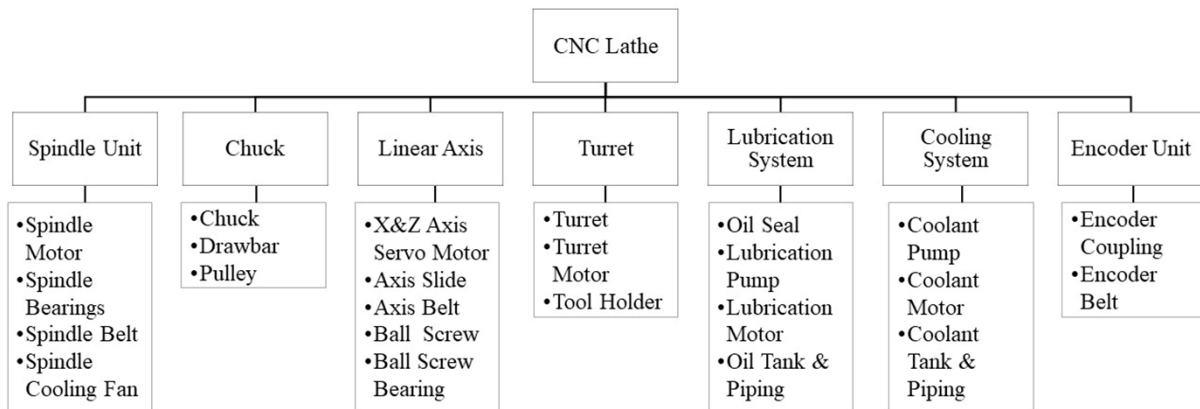 CNC Lathe
Spindle Unit
Chuck
Linear Axis
Turret
Lubrication
System
Cooling
System
Encoder Unit
•Spindle
Motor
•Spindle
Bearings
•Spindle Belt
•Spindle
Cooling Fan
•Chuck
•Drawbar
•Pulley
•X&Z Axis
Servo Motor
•Axis Slide
•Axis Belt
•Ball Screw
•Ball Screw
Bearing
•Turret
•Turret
Motor
•Tool Holder
•Oil Seal
•Lubrication
Pump
•Lubrication
Motor
•Oil Tank &
Piping
•Coolant
Pump
•Coolant
Motor
•Coolant
Tank &
Piping
•Encoder
Coupling
•Encoder
Belt